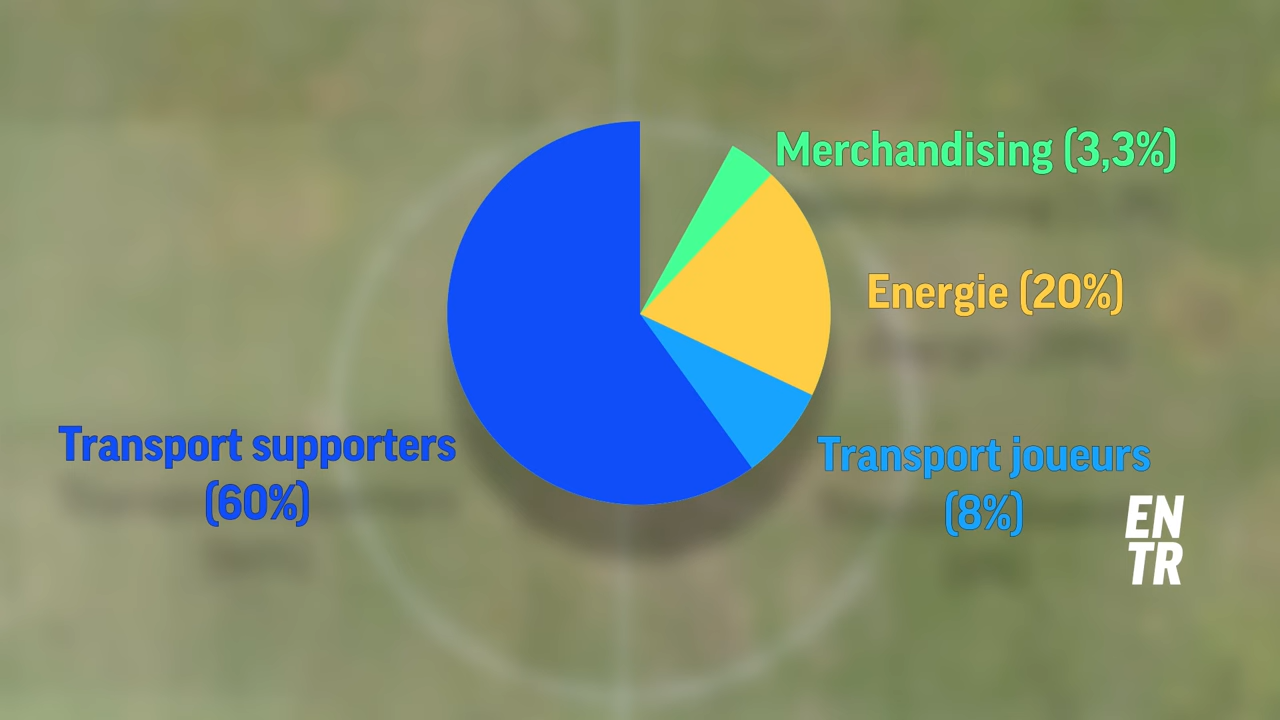 Merchandising (3,3%)
Energie (20%)
Transport supporters
(60%)
Transport joueurs
(8%)
EN
TR